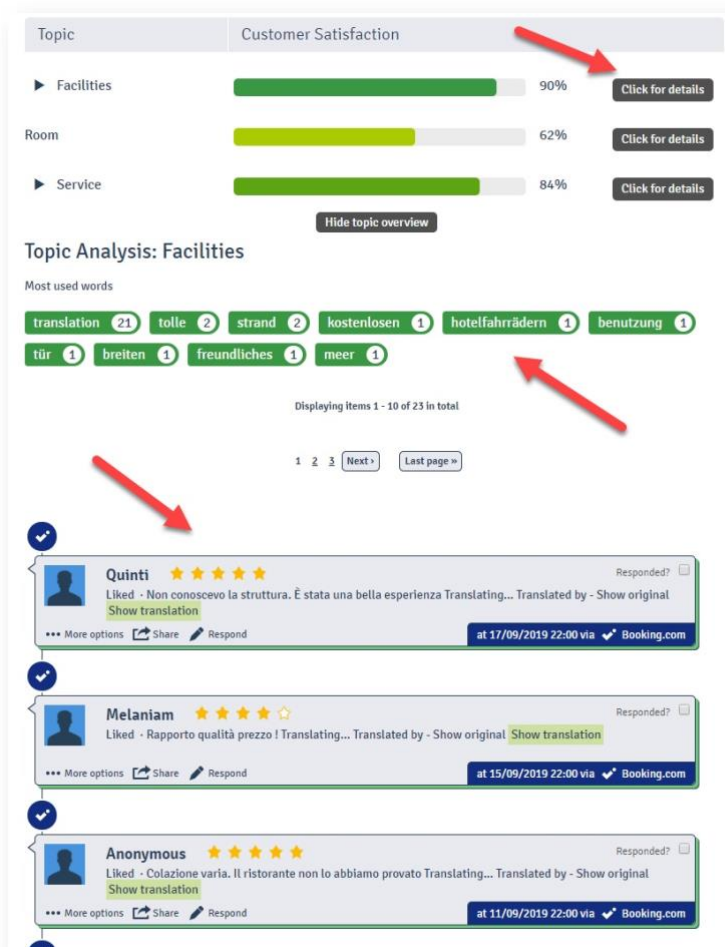 Topic Customer Satisfaction
▶ Facilities 90% Click for details
Room 62% Click for details
▶ Service 84% Click for details
Hide topic overview
Topic Analysis: Facilities
Most used words
translation 21 tolle 2 strand 2 kostenlosen 1 hotelfahrrädern 1 benutzung 1
tür 1 breiten 1 freundliches 1 meer 1
Displaying items 1 - 10 of 23 in total
1 2 3 Next › Last page »
Quinti Responded?
Liked · Non conoscevo la struttura. È stata una bella esperienza Translating... Translated by - Show original
Show translation
••• More options Share Respond at 17/09/2019 22:00 via Booking.com
Melaniam Responded?
Liked · Rapporto qualità prezzo ! Translating... Translated by - Show original Show translation
••• More options Share Respond at 15/09/2019 22:00 via Booking.com
Anonymous Responded?
Liked · Colazione varia. Il ristorante non lo abbiamo provato Translating... Translated by - Show original
Show translation
••• More options Share Respond at 11/09/2019 22:00 via Booking.com